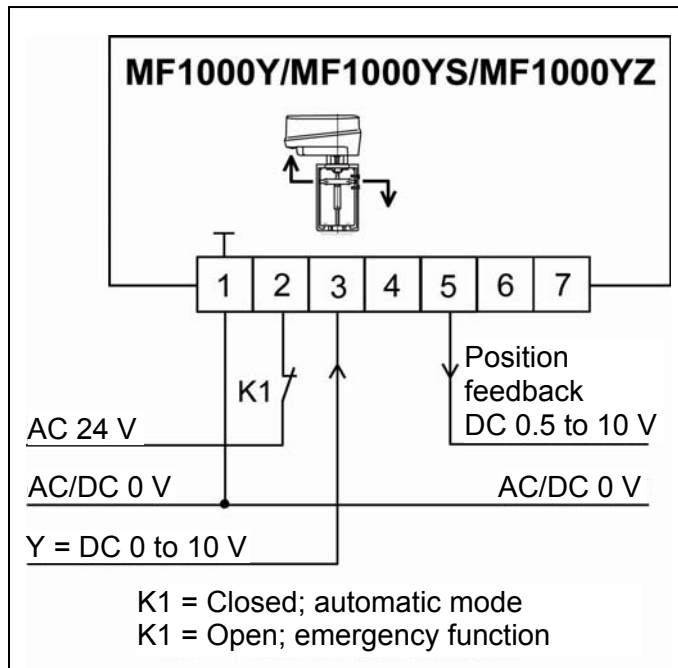 MF1000Y/MF1000YS/MF1000YZ
1 2 3 4 5 6 7
K1
Position
feedback
DC 0.5 to 10 V
AC 24 V
AC/DC 0 V AC/DC 0 V
Y = DC 0 to 10 V
K1 = Closed; automatic mode
K1 = Open; emergency function